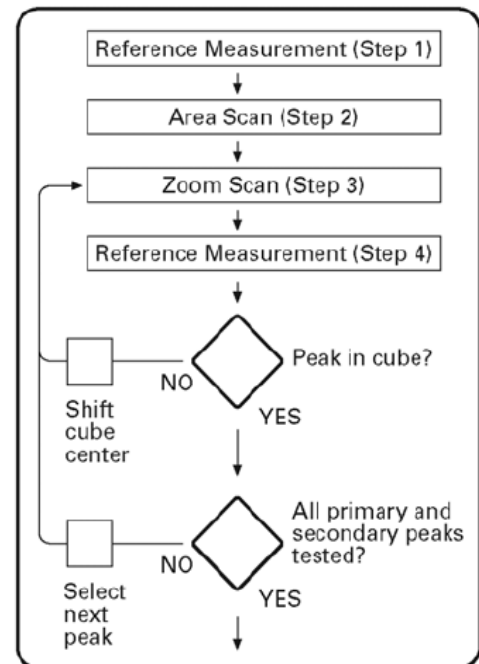 Reference Measurement (Step 1)
Area Scan (Step 2)
Zoom Scan (Step 3)
Reference Measurement (Step 4)
Peak in cube?
NO
YES
Shift
cube
center
All primary and
secondary peaks
tested?
NO
YES
Select
next
peak